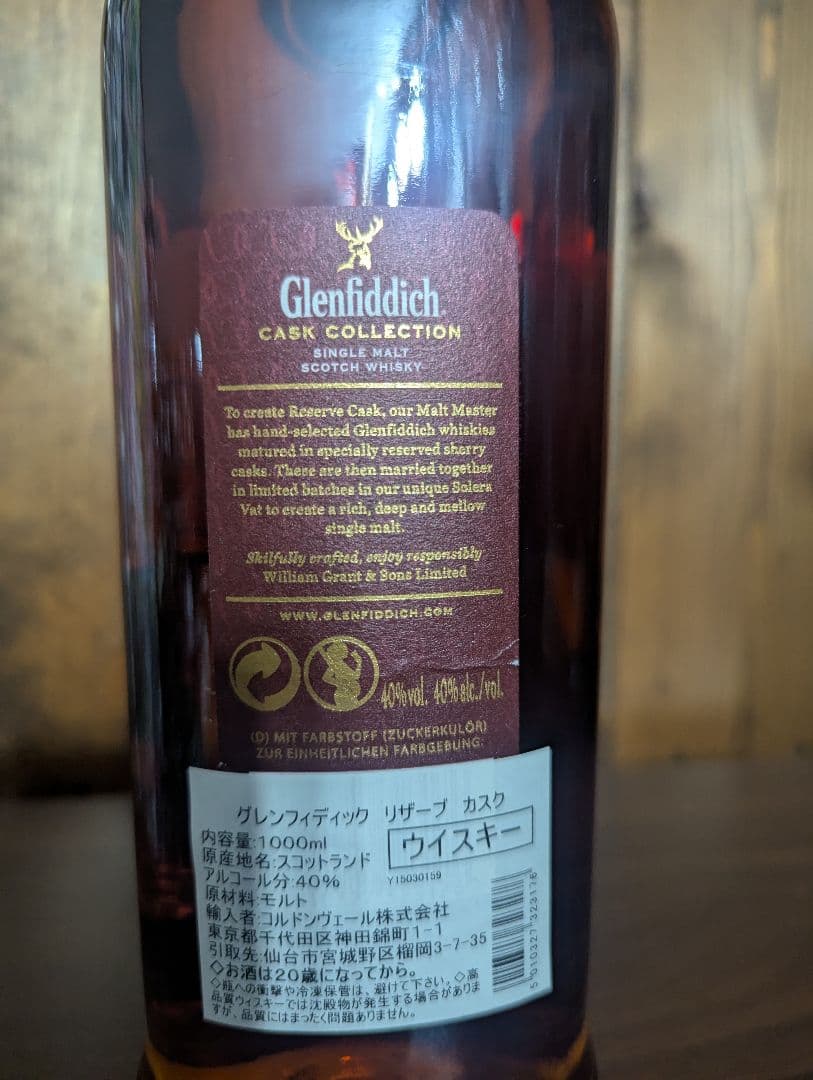 Glenfiddich
CASK COLLECTION
SINGLE MALT
SCOTCH WHISKY
To create Reserve Cask, our Malt Master
has hand-selected Glenfiddich whiskies
matured in specially reserved sherry
casks. These are then married together
in limited batches in our unique Solera
Vat to create a rich, deep and mellow
single malt.
Skilfully crafted, enjoy responsibly
William Grant & Sons Limited
WWW.GLENFIDDICH.COM
40%vol. 40%alc./vol.
(D) MIT FARBSTOFF (ZUCKERKULÖR)
ZUR EINHEITLICHEN FARBGEBUNG.
グレンフィディック リザーブ カスク
内容量:1000ml
ウイスキー
原産地名:スコットランド
アルコール分:40%
Y15030159
原材料:モルト
輸入者:コルドンヴェール株式会社
東京都千代田区神田錦町1-1
引取先:仙台市宮城野区榴岡3-7-35
◇お酒は20歳になってから。
◇瓶への衝撃や冷凍保管は、避けて下さい。◇高
品質ウィスキーでは沈殿物が発生する場合がありま
すが、品質にはまったく問題ありません。
5 010327 323176